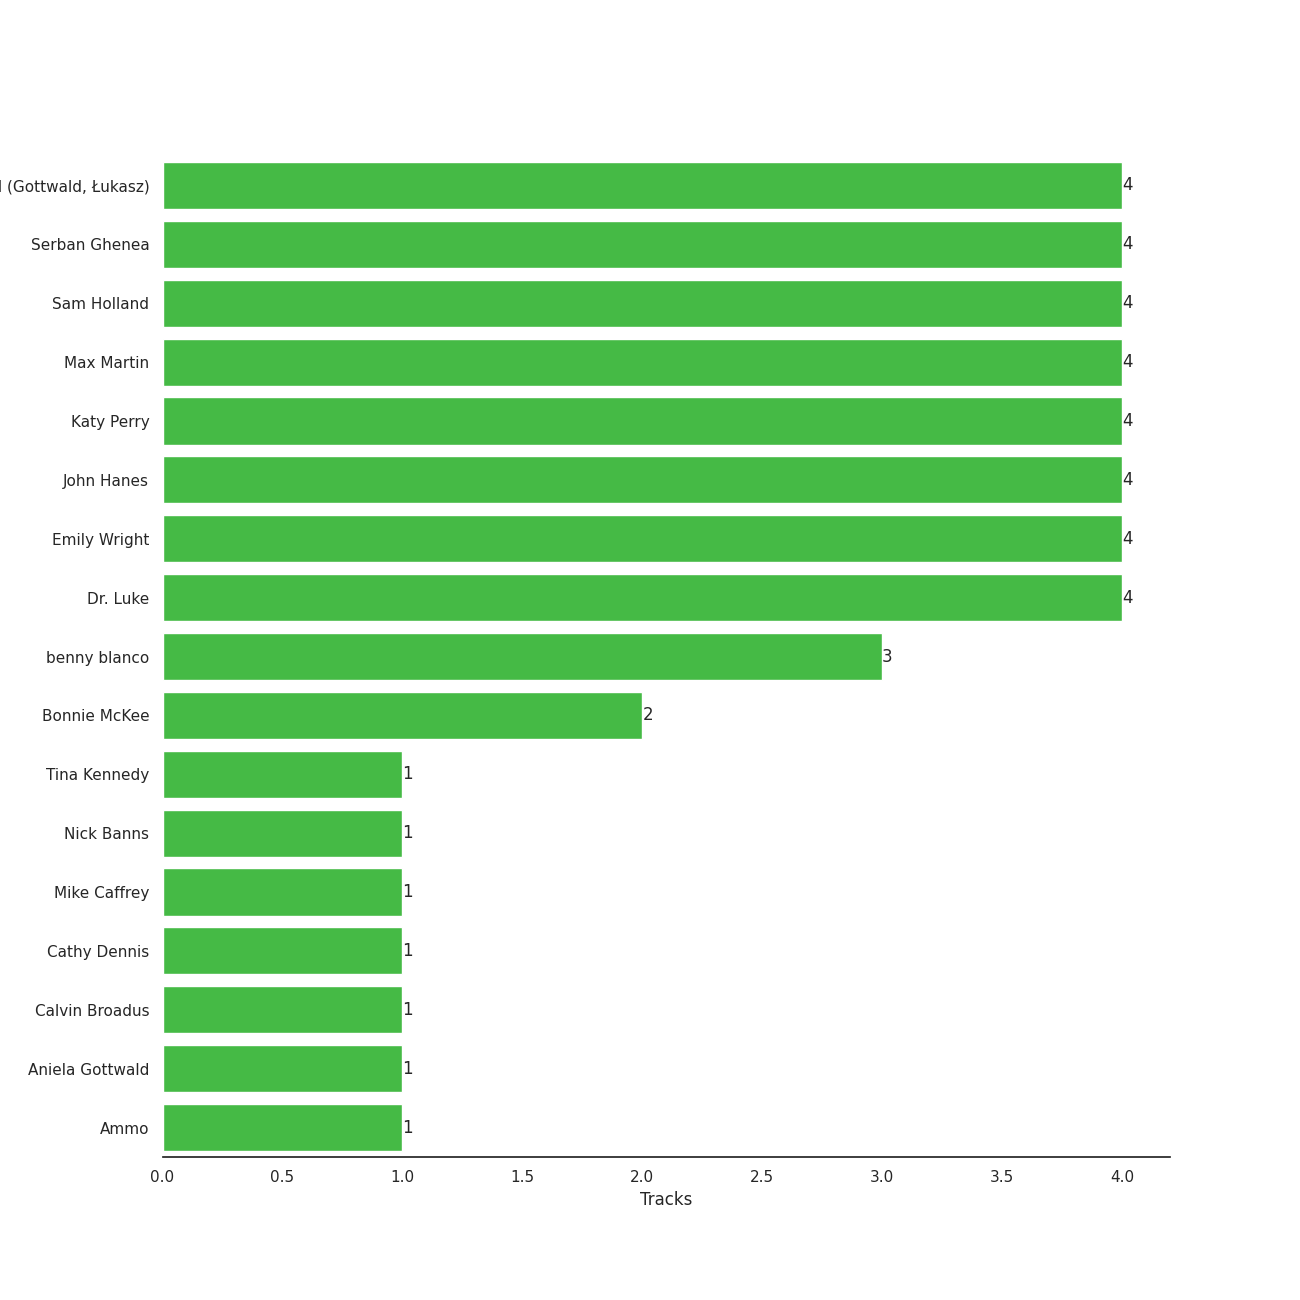 (Gottwald, Łukasz) 4
Serban Ghenea 4
Sam Holland 4
Max Martin 4
Katy Perry 4
John Hanes 4
Emily Wright 4
Dr. Luke 4
benny blanco 3
Bonnie McKee 2
Tina Kennedy 1
Nick Banns 1
Mike Caffrey 1
Cathy Dennis 1
Calvin Broadus 1
Aniela Gottwald 1
Ammo 1
0.0 0.5 1.0 1.5 2.0 2.5 3.0 3.5 4.0
Tracks